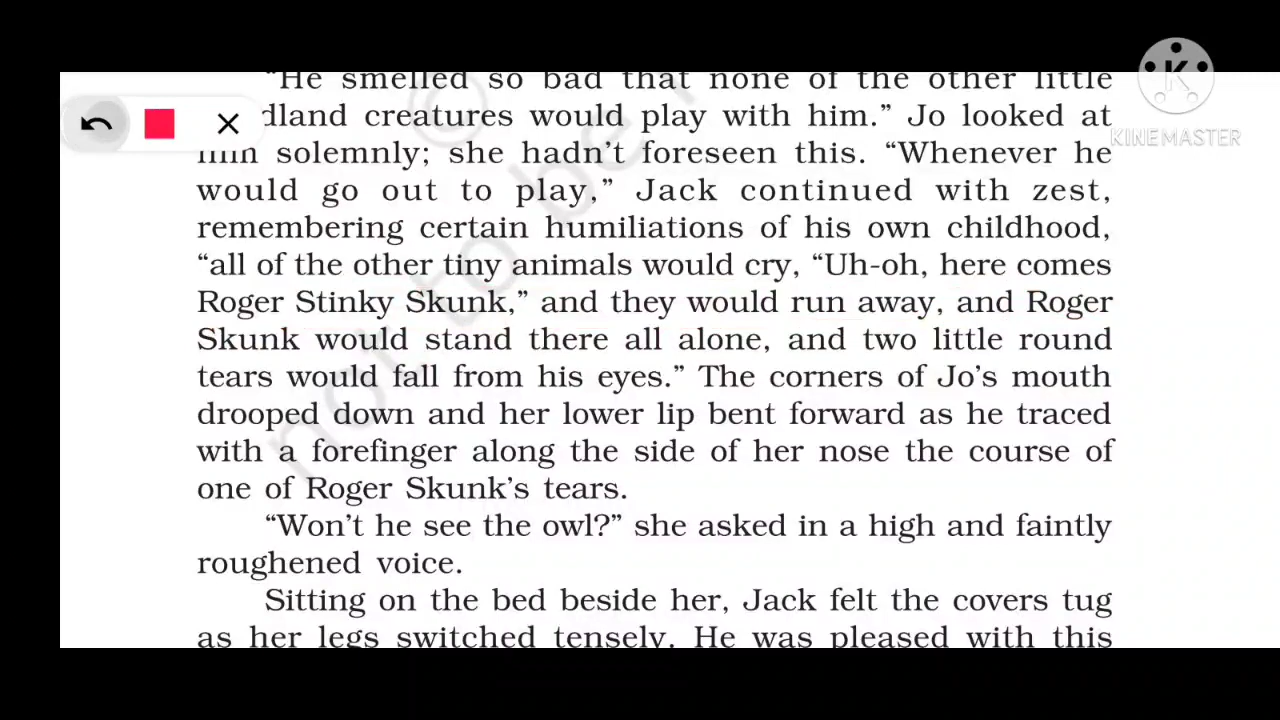 “He smelled so bad that none of the other little
dland creatures would play with him.” Jo looked at
him solemnly; she hadn’t foreseen this. “Whenever he
would go out to play,” Jack continued with zest,
remembering certain humiliations of his own childhood,
“all of the other tiny animals would cry, “Uh-oh, here comes
Roger Stinky Skunk,” and they would run away, and Roger
Skunk would stand there all alone, and two little round
tears would fall from his eyes.” The corners of Jo’s mouth
drooped down and her lower lip bent forward as he traced
with a forefinger along the side of her nose the course of
one of Roger Skunk’s tears.
“Won’t he see the owl?” she asked in a high and faintly
roughened voice.
Sitting on the bed beside her, Jack felt the covers tug
as her legs switched tensely. He was pleased with this
© not to be r
K
KINEMASTER